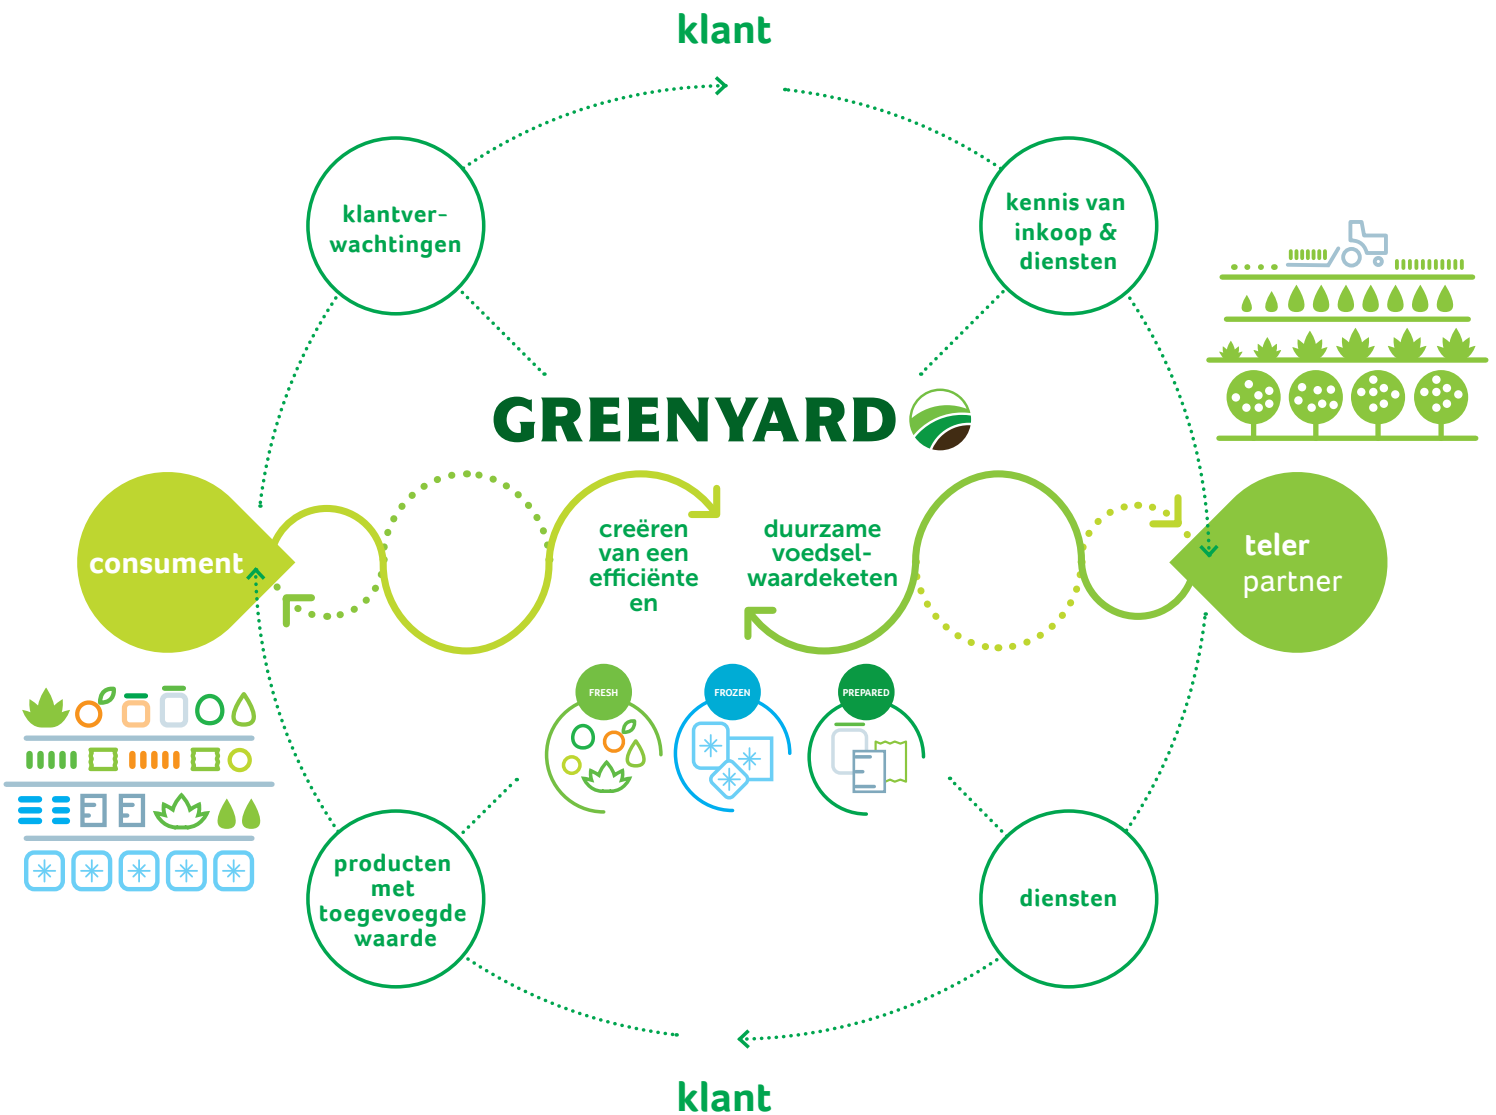 klant
klantver-
wachtingen
kennis van
inkoop &
diensten
GREENYARD
consument
creëren
van een
efficiënte
en
duurzame
voedsel-
waardeketen
teler
partner
FRESH
FROZEN
PREPARED
producten
met
toegevoegde
waarde
diensten
klant